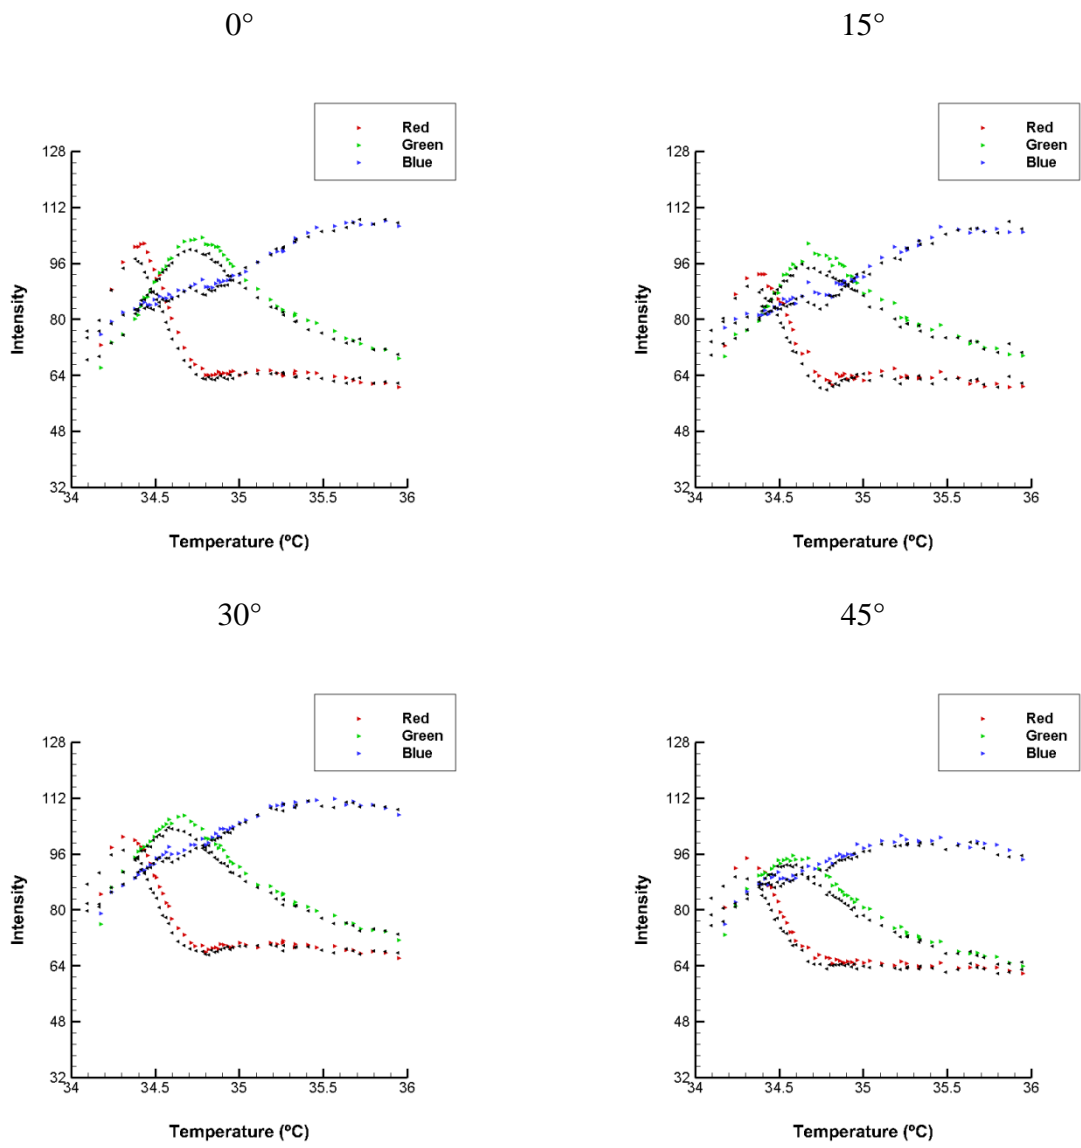 0°
15°
Red
Green
Blue
128
112
96
80
64
48
32
Intensity
34
34.5
35
35.5
36
Temperature (ºC)
Red
Green
Blue
128
112
96
80
64
48
32
Intensity
34
34.5
35
35.5
36
Temperature (ºC)
30°
45°
Red
Green
Blue
128
112
96
80
64
48
32
Intensity
34
34.5
35
35.5
36
Temperature (ºC)
Red
Green
Blue
128
112
96
80
64
48
32
Intensity
34
34.5
35
35.5
36
Temperature (ºC)